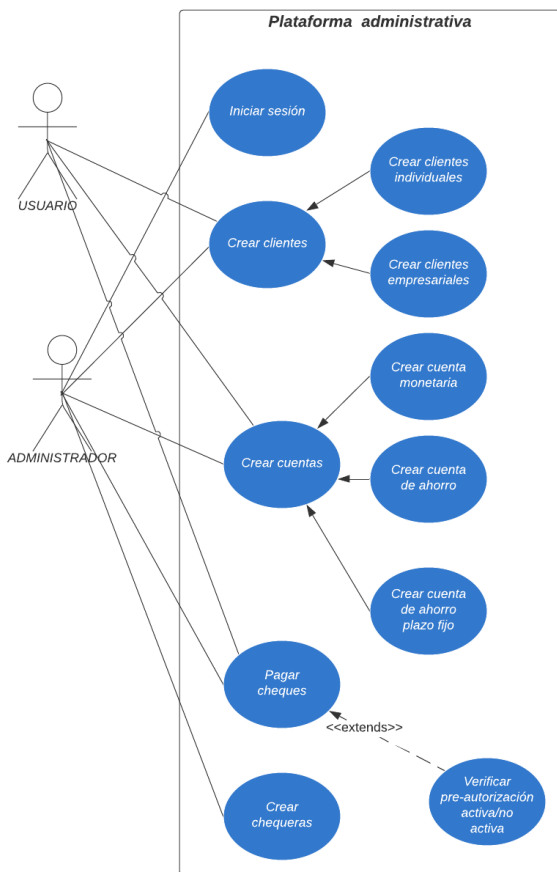 Plataforma administrativa
Iniciar sesión
USUARIO
Crear clientes
individuales
Crear clientes
Crear clientes
empresariales
ADMINISTRADOR
Crear cuenta
monetaria
Crear cuentas
Crear cuenta
de ahorro
Crear cuenta
de ahorro
plazo fijo
Pagar
cheques
<<extends>>
Verificar
pre-autorización
activa/no
activa
Crear
chequeras